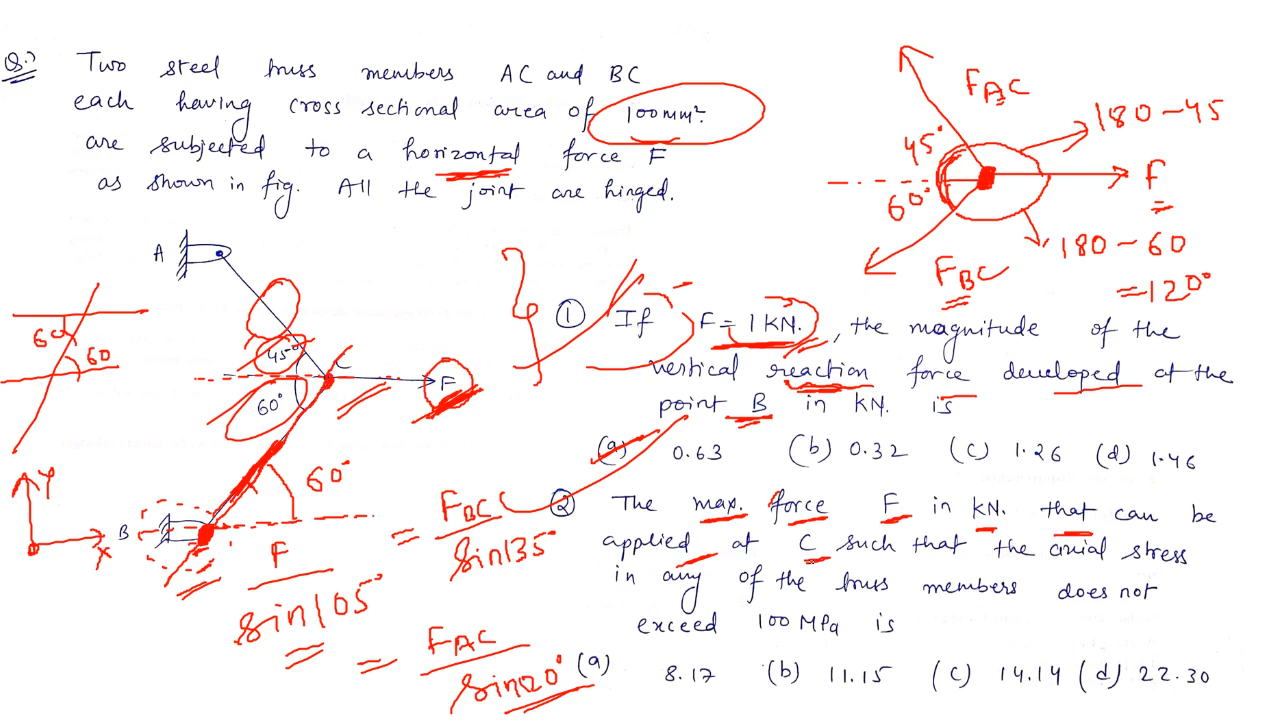 Q.) Two steel truss members AC and BC
each having cross sectional area of 100mm².
are subjected to a horizontal force F
as shown in fig. All the joint are hinged.
F_AC
180-45
45°
60°
F
180-60
F_BC
=120°
A
45°
C
F
60°
60
60
Y
60°
B
X
① If F = 1 KN. , the magnitude of the
vertical reaction force developed at the
point B in KN. is
(a) 0.63 (b) 0.32 (c) 1.26 (d) 1.46
② The max. force F in KN. that can be
applied at C such that the axial stress
in any of the truss members does not
exceed 100 MPa is
(a) 8.17 (b) 11.15 (c) 14.14 (d) 22.30
F / sin105° = F_BC / sin135°
= F_AC / sin120°